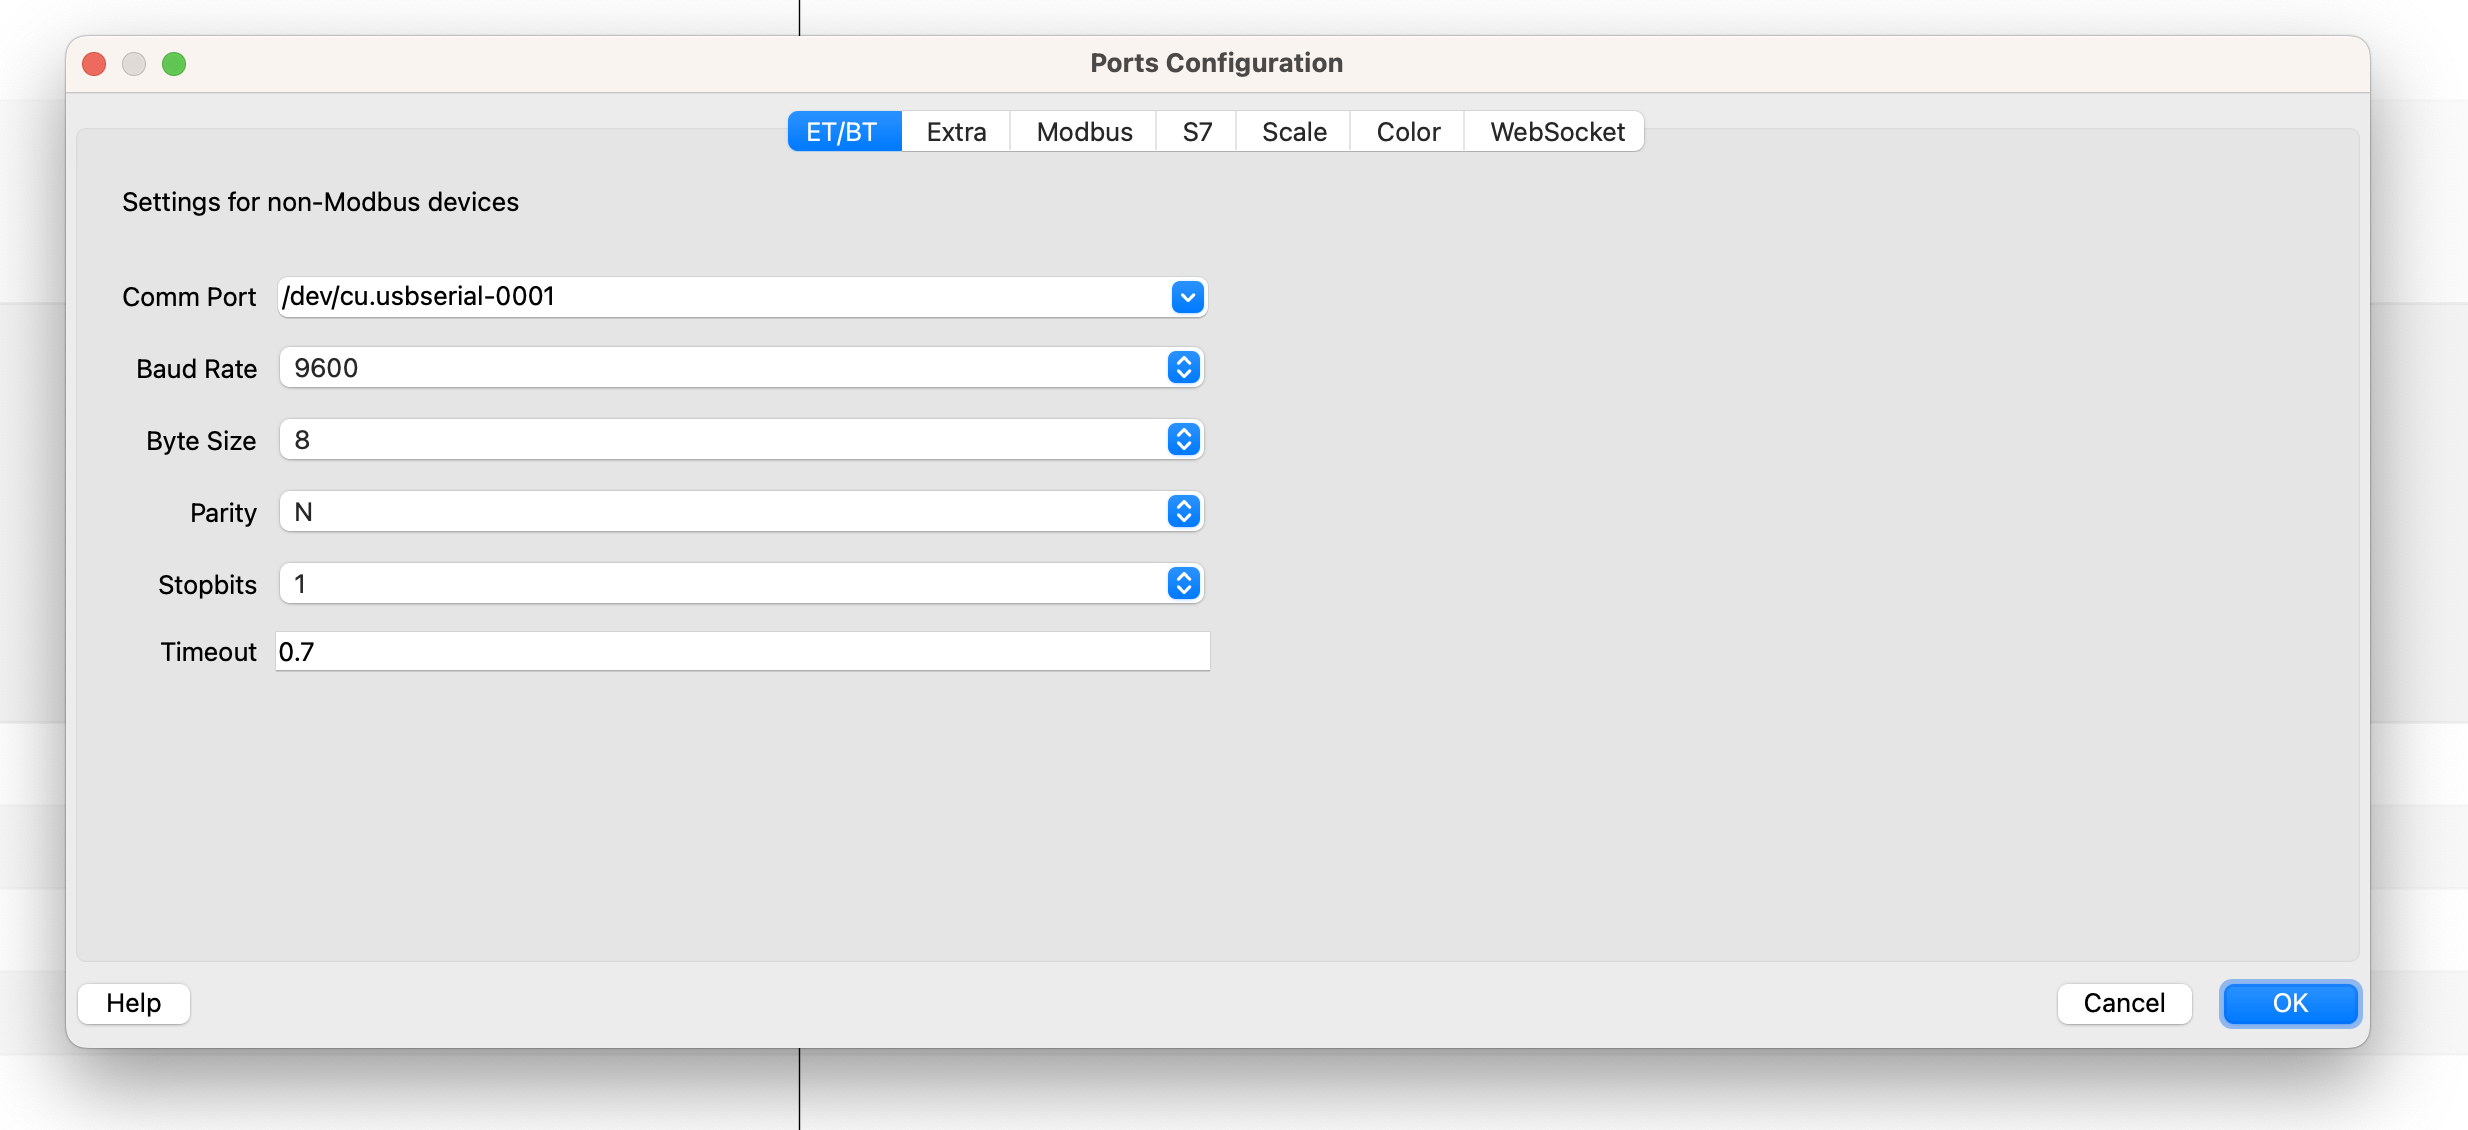 Ports Configuration
ET/BT Extra Modbus S7 Scale Color WebSocket
Settings for non-Modbus devices
Comm Port /dev/cu.usbserial-0001
Baud Rate 9600
Byte Size 8
Parity N
Stopbits 1
Timeout 0.7
Help Cancel OK